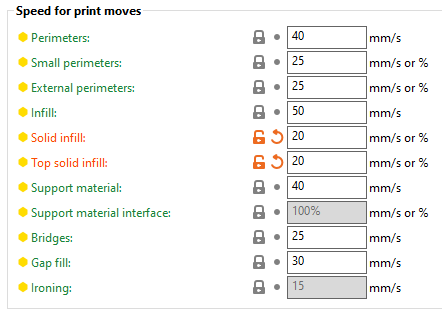 Speed for print moves
Perimeters: 40 mm/s
Small perimeters: 25 mm/s or %
External perimeters: 25 mm/s or %
Infill: 50 mm/s
Solid infill: 20 mm/s or %
Top solid infill: 20 mm/s or %
Support material: 40 mm/s
Support material interface: 100% mm/s or %
Bridges: 25 mm/s
Gap fill: 30 mm/s
Ironing: 15 mm/s